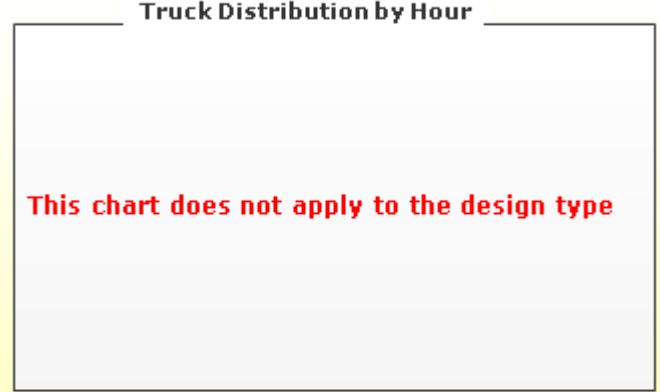 Truck Distribution by Hour
This chart does not apply to the design type